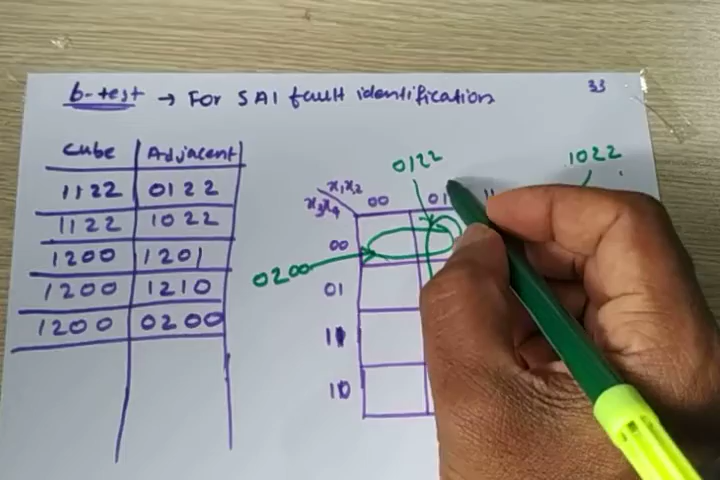 b-test → For SA1 fault identification
33
Cube Adjacent
1122 0122
1122 1022
1200 1201
1200 1210
1200 0200
0122
1022
x1x2
x3x4
00 01 11
00
01
11
10
0200